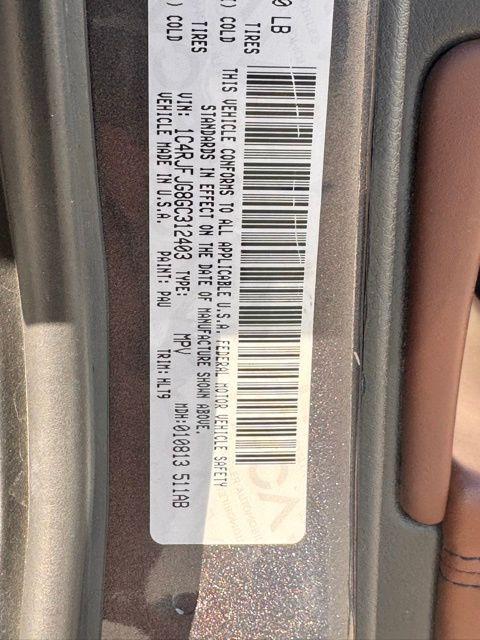 0 LB
TIRES TIRES
) COLD ) COLD
THIS VEHICLE CONFORMS TO ALL APPLICABLE U.S.A. FEDERAL MOTOR VEHICLE SAFETY
STANDARDS IN EFFECT ON THE DATE OF MANUFACTURE SHOWN ABOVE.
VIN: 1C4RJFJG8GC312403 TYPE: MPV MDH:010813 511AB
VEHICLE MADE IN U.S.A. PAINT: PAU TRIM: HLT9